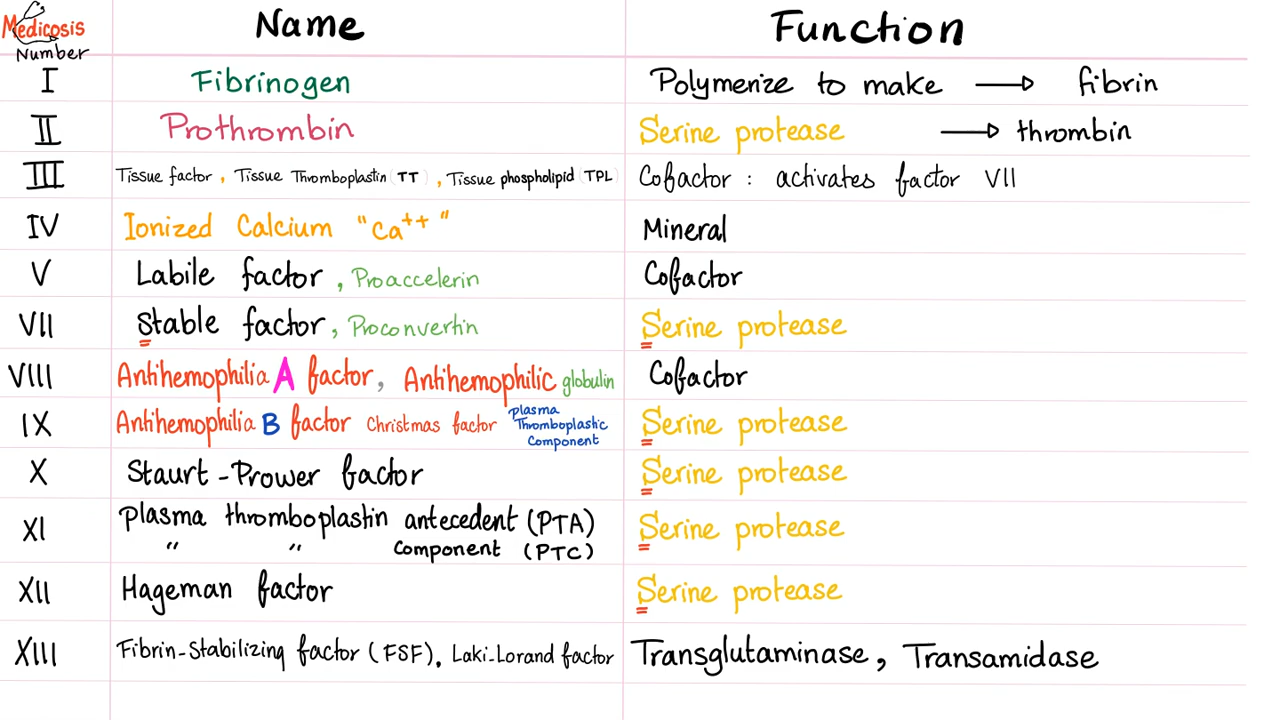 Medicosis
Number Name Function
I Fibrinogen Polymerize to make → fibrin
II Prothrombin Serine protease → thrombin
III Tissue factor, Tissue Thromboplastin (TT), Tissue phospholipid (TPL) Cofactor: activates factor VII
IV Ionized Calcium "Ca++" Mineral
V Labile factor, Proaccelerin Cofactor
VII Stable factor, Proconvertin Serine protease
VIII Antihemophilia A factor, Antihemophilic globulin Cofactor
IX Antihemophilia B factor Christmas factor plasma Thromboplastic Component Serine protease
X Staurt-Prower factor Serine protease
XI Plasma thromboplastin antecedent (PTA) Serine protease
" " Component (PTC)
XII Hageman factor Serine protease
XIII Fibrin-Stabilizing factor (FSF), Laki-Lorand factor Transglutaminase, Transamidase